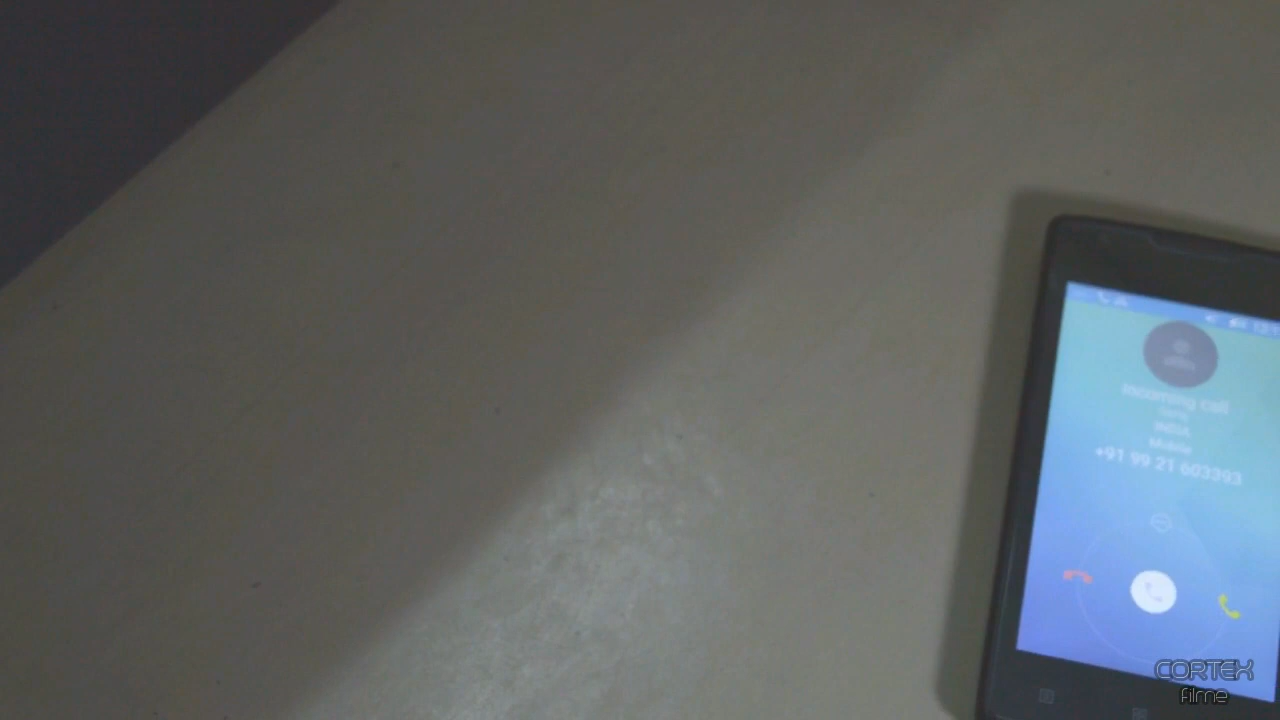 Incoming call
INDIA
Mobile
+91 99 21 603393
CORTEX
filme